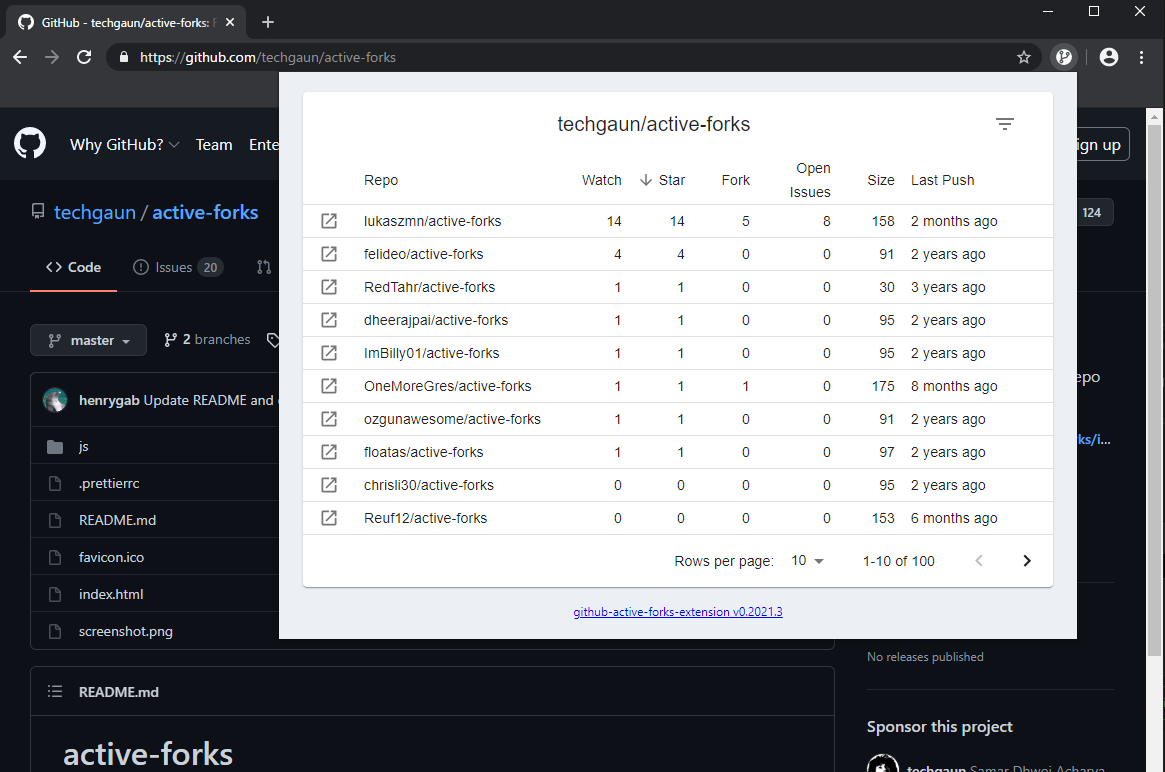 GitHub - techgaun/active-forks:
https://github.com/techgaun/active-forks
Why GitHub? Team Ente
ign up
techgaun / active-forks
124
Code Issues 20
master 2 branches
henrygab Update README and
js
.prettierrc
README.md
favicon.ico
index.html
screenshot.png
README.md
active-forks
techgaun/active-forks
Repo Watch Star Fork Open Issues Size Last Push
lukaszmn/active-forks 14 14 5 8 158 2 months ago
felideo/active-forks 4 4 0 0 91 2 years ago
RedTahr/active-forks 1 1 0 0 30 3 years ago
dheerajpai/active-forks 1 1 0 0 95 2 years ago
ImBilly01/active-forks 1 1 0 0 95 2 years ago
OneMoreGres/active-forks 1 1 1 0 175 8 months ago
ozgunawesome/active-forks 1 1 0 0 91 2 years ago
floatas/active-forks 1 1 0 0 97 2 years ago
chrisli30/active-forks 0 0 0 0 95 2 years ago
Reuf12/active-forks 0 0 0 0 153 6 months ago
Rows per page: 10 1-10 of 100
github-active-forks-extension v0.2021.3
epo
ks/i...
No releases published
Sponsor this project
techgaun Samar Dhwoj Acharya